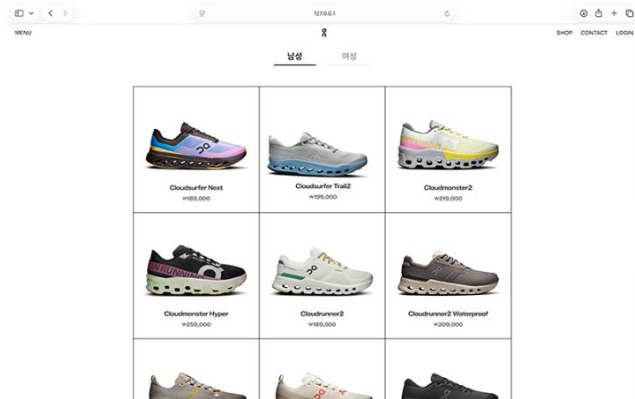 127.0.0.1
MENU
SHOP CONTACT LOGIN
남성 여성
Cloudsurfer Next
₩189,000
Cloudsurfer Trail2
₩199,000
Cloudmonster2
₩219,000
Cloudmonster Hyper
₩259,000
Cloudrunner2
₩189,000
Cloudrunner2 Waterproof
₩209,000